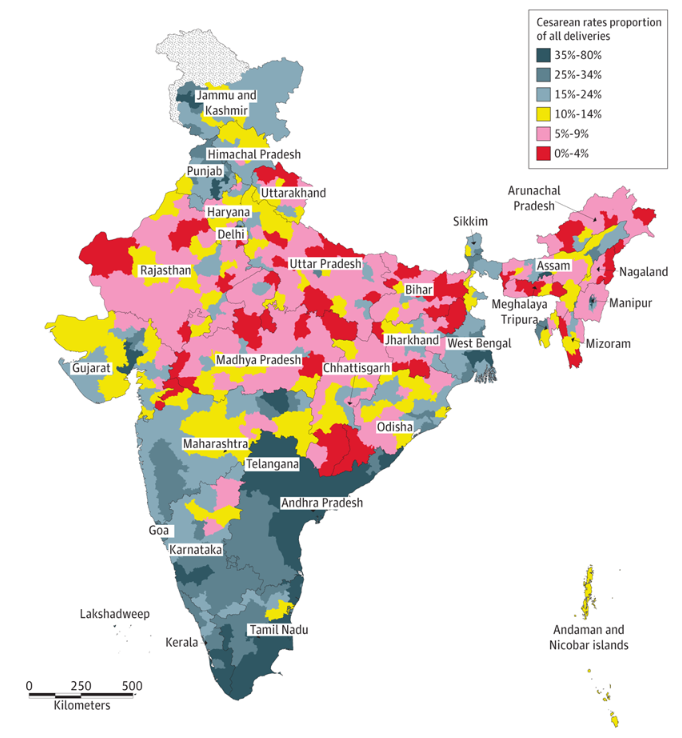 Cesarean rates proportion
of all deliveries
35%-80%
25%-34%
15%-24%
10%-14%
5%-9%
0%-4%
Jammu and
Kashmir
Himachal Pradesh
Punjab
Uttarakhand
Haryana
Delhi
Arunachal
Pradesh
Sikkim
Rajasthan
Uttar Pradesh
Assam
Nagaland
Bihar
Meghalaya
Manipur
Tripura
Jharkhand
West Bengal
Mizoram
Gujarat
Madhya Pradesh
Chhattisgarh
Odisha
Maharashtra
Telangana
Andhra Pradesh
Goa
Karnataka
Lakshadweep
Kerala
Tamil Nadu
Andaman and
Nicobar islands
0 250 500
Kilometers